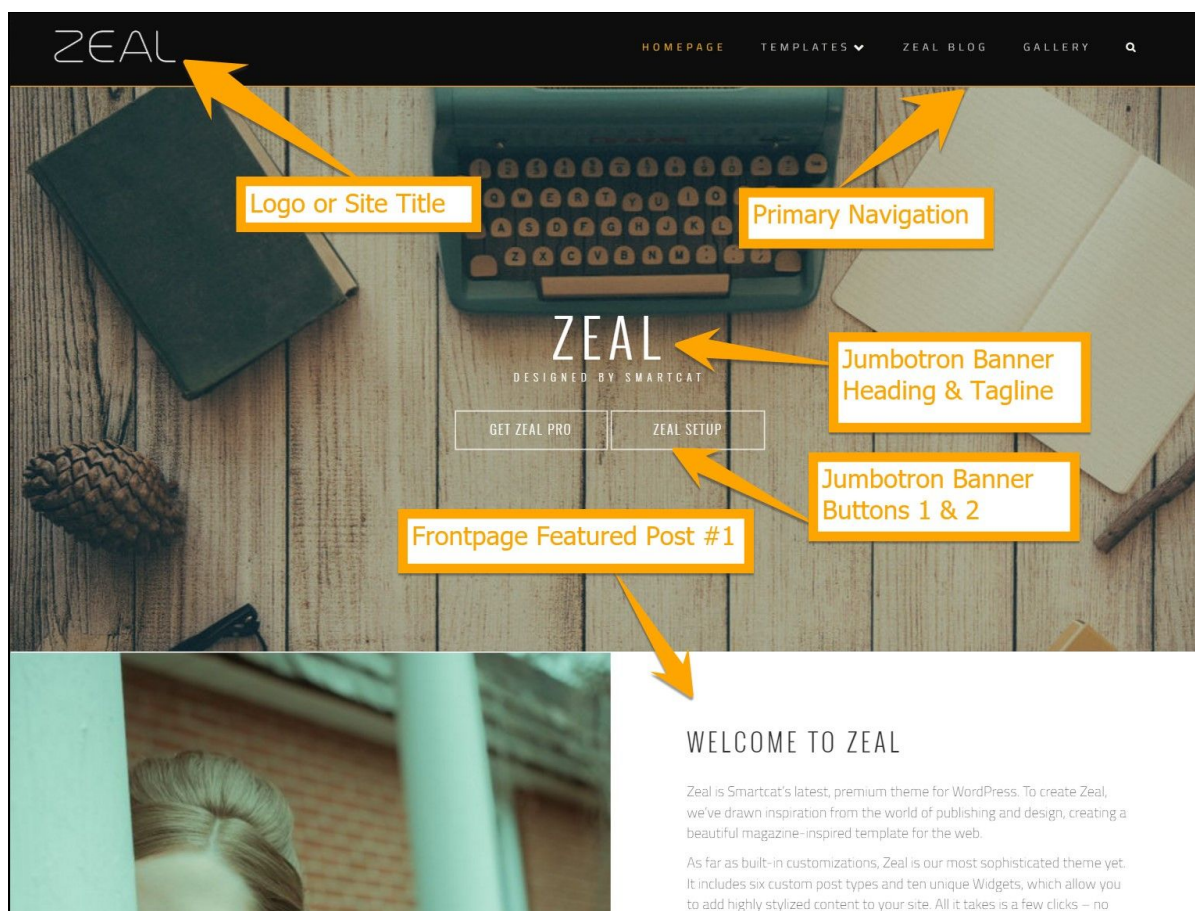 ZEAL
HOMEPAGE TEMPLATES ZEAL BLOG GALLERY
Logo or Site Title
Primary Navigation
Q W E R T Y U I O
A S D F G H J K L
Z X C V B N M
ZEAL
DESIGNED BY SMARTCAT
Jumbotron Banner
Heading & Tagline
GET ZEAL PRO ZEAL SETUP
Jumbotron Banner
Buttons 1 & 2
Frontpage Featured Post #1
WELCOME TO ZEAL
Zeal is Smartcat's latest, premium theme for WordPress. To create Zeal,
we've drawn inspiration from the world of publishing and design, creating a
beautiful magazine-inspired template for the web.
As far as built-in customizations, Zeal is our most sophisticated theme yet.
It includes six custom post types and ten unique Widgets, which allow you
to add highly stylized content to your site. All it takes is a few clicks – no